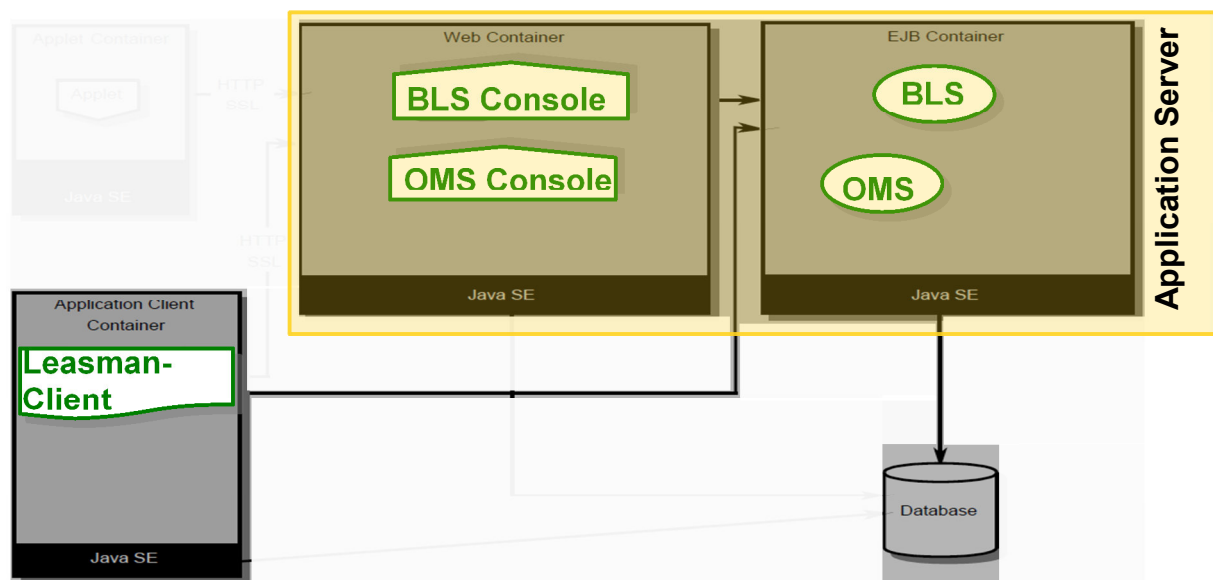 Applet Container
Applet
Java SE
HTTP
SSL
HTTP
SSL
Web Container
BLS Console
OMS Console
Java SE
EJB Container
BLS
OMS
Java SE
Application Server
Application Client
Container
Leasman-
Client
Java SE
Database